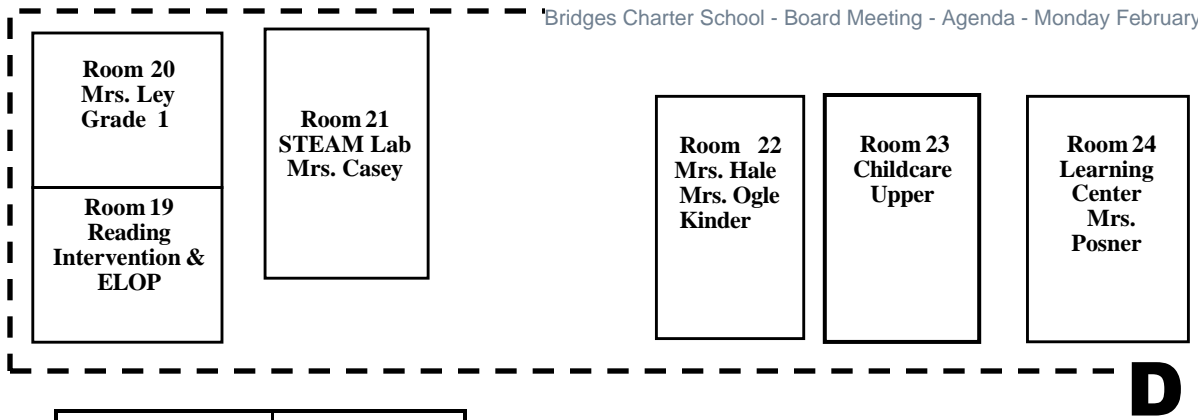 Bridges Charter School - Board Meeting - Agenda - Monday February
Room 20
Mrs. Ley
Grade 1
Room 19
Reading
Intervention &
ELOP
Room 21
STEAM Lab
Mrs. Casey
Room 22
Mrs. Hale
Mrs. Ogle
Kinder
Room 23
Childcare
Upper
Room 24
Learning
Center
Mrs.
Posner
D